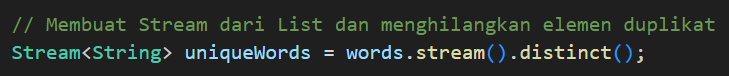 // Membuat Stream dari List dan menghilangkan elemen duplikat
Stream<String> uniqueWords = words.stream().distinct();